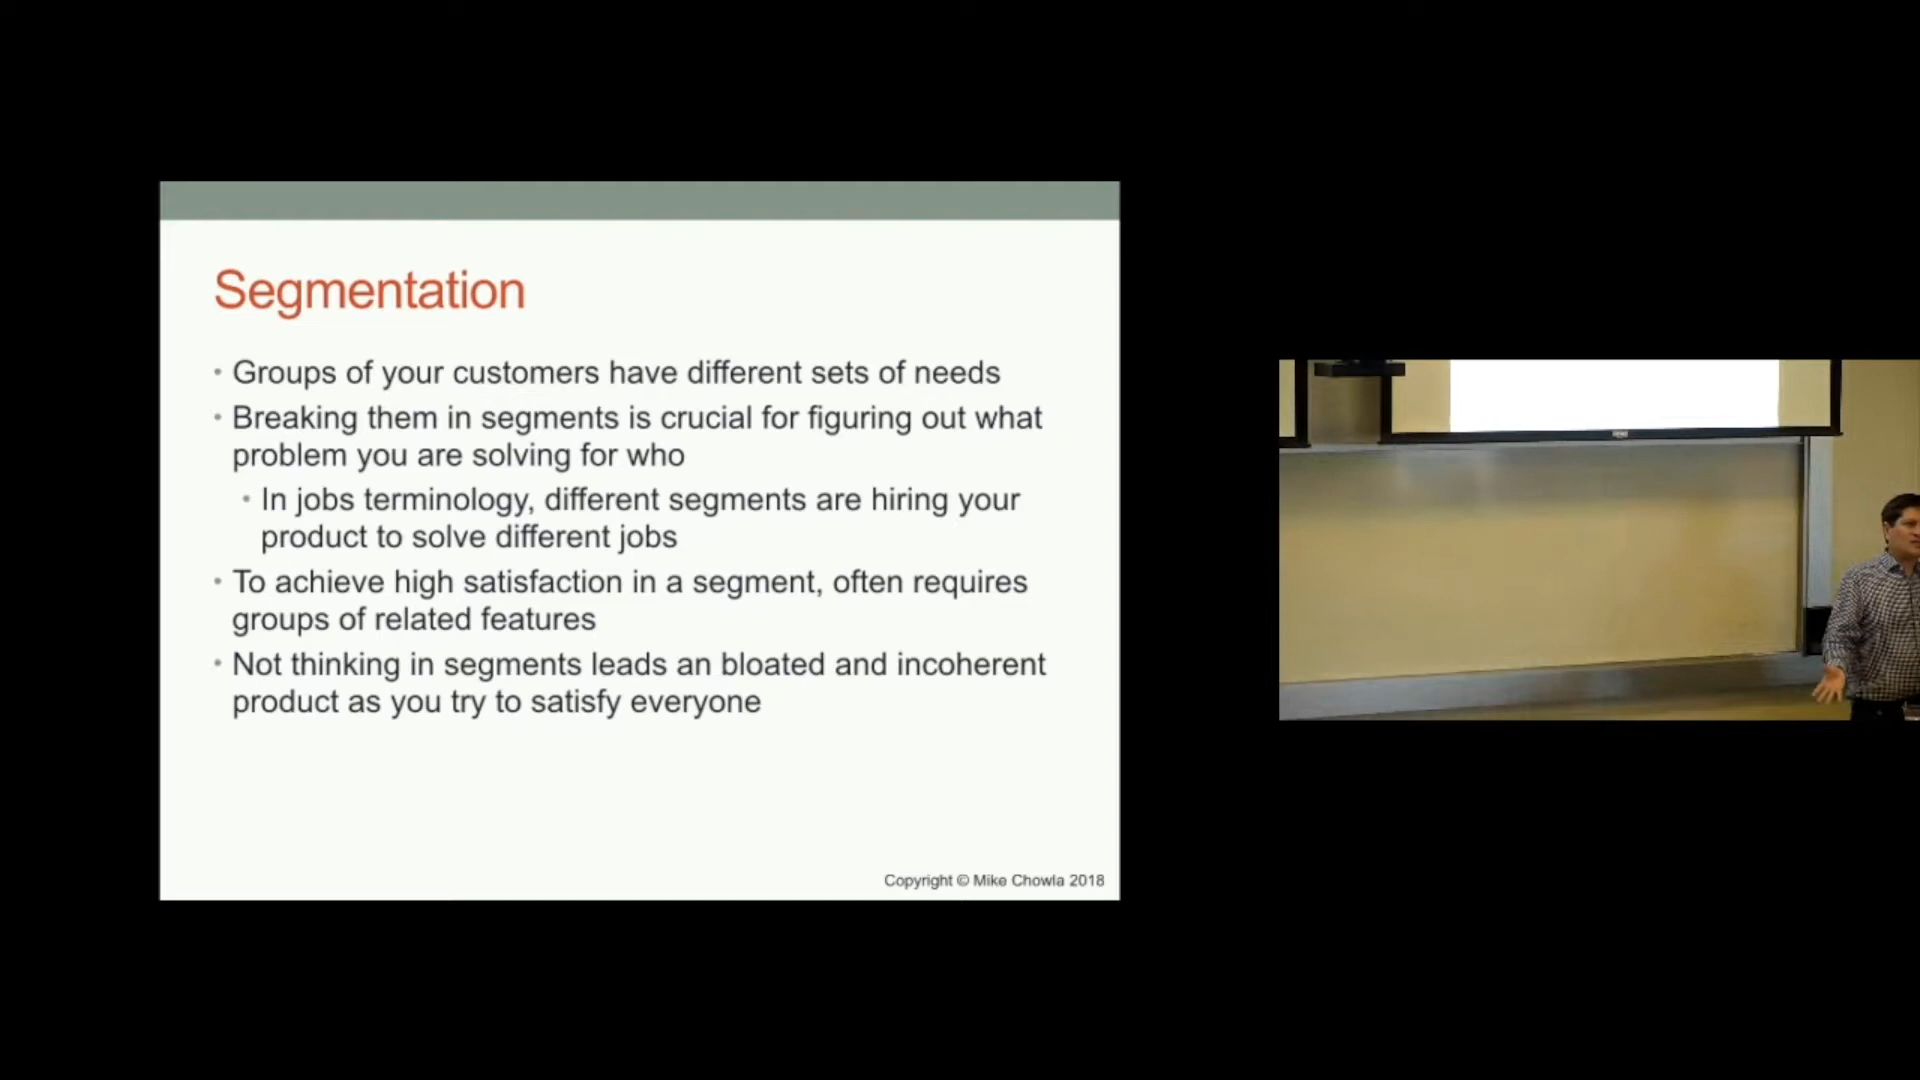 Segmentation
• Groups of your customers have different sets of needs
• Breaking them in segments is crucial for figuring out what
problem you are solving for who
• In jobs terminology, different segments are hiring your
product to solve different jobs
• To achieve high satisfaction in a segment, often requires
groups of related features
• Not thinking in segments leads an bloated and incoherent
product as you try to satisfy everyone
Copyright © Mike Chowla 2018